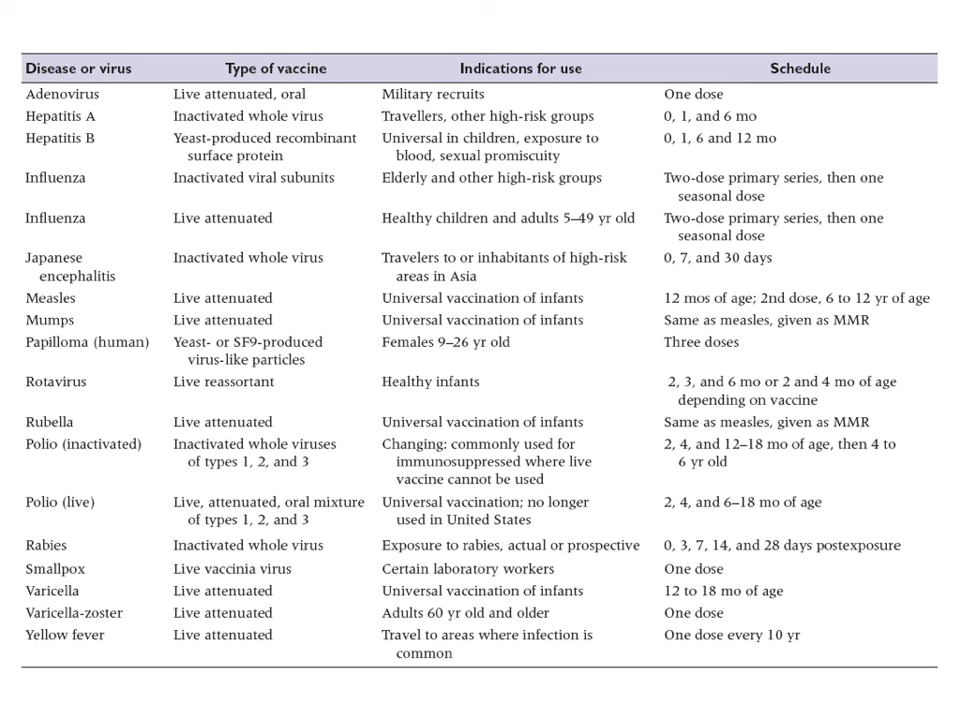 Disease or virus Type of vaccine Indications for use Schedule
Adenovirus Live attenuated, oral Military recruits One dose
Hepatitis A Inactivated whole virus Travellers, other high-risk groups 0, 1, and 6 mo
Hepatitis B Yeast-produced recombinant Universal in children, exposure to 0, 1, 6 and 12 mo
surface protein blood, sexual promiscuity
Influenza Inactivated viral subunits Elderly and other high-risk groups Two-dose primary series, then one
seasonal dose
Influenza Live attenuated Healthy children and adults 5–49 yr old Two-dose primary series, then one
seasonal dose
Japanese Inactivated whole virus Travelers to or inhabitants of high-risk 0, 7, and 30 days
encephalitis areas in Asia
Measles Live attenuated Universal vaccination of infants 12 mos of age; 2nd dose, 6 to 12 yr of age
Mumps Live attenuated Universal vaccination of infants Same as measles, given as MMR
Papilloma (human) Yeast- or SF9-produced Females 9–26 yr old Three doses
virus-like particles
Rotavirus Live reassortant Healthy infants 2, 3, and 6 mo or 2 and 4 mo of age
depending on vaccine
Rubella Live attenuated Universal vaccination of infants Same as measles, given as MMR
Polio (inactivated) Inactivated whole viruses Changing: commonly used for 2, 4, and 12–18 mo of age, then 4 to
of types 1, 2, and 3 immunosuppressed where live 6 yr old
vaccine cannot be used
Polio (live) Live, attenuated, oral mixture Universal vaccination; no longer 2, 4, and 6–18 mo of age
of types 1, 2, and 3 used in United States
Rabies Inactivated whole virus Exposure to rabies, actual or prospective 0, 3, 7, 14, and 28 days postexposure
Smallpox Live vaccinia virus Certain laboratory workers One dose
Varicella Live attenuated Universal vaccination of infants 12 to 18 mo of age
Varicella-zoster Live attenuated Adults 60 yr old and older One dose
Yellow fever Live attenuated Travel to areas where infection is One dose every 10 yr
common